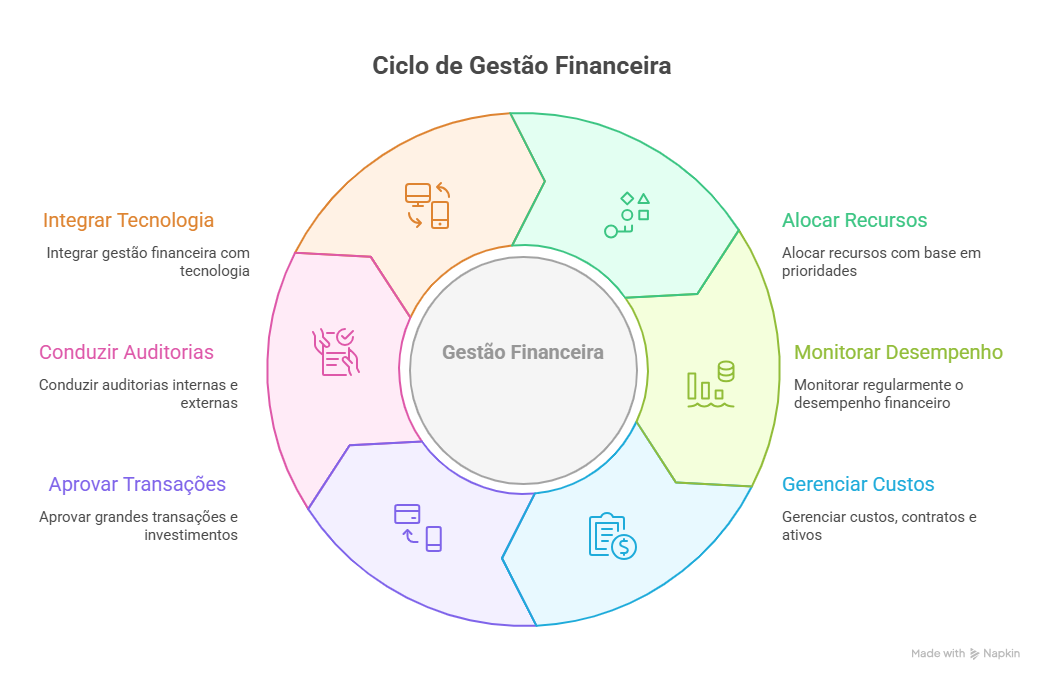 Ciclo de Gestão Financeira
Integrar Tecnologia
Integrar gestão financeira com
tecnologia
Alocar Recursos
Alocar recursos com base em
prioridades
Conduzir Auditorias
Conduzir auditorias internas e
externas
Gestão Financeira
Monitorar Desempenho
Monitorar regularmente o
desempenho financeiro
Aprovar Transações
Aprovar grandes transações e
investimentos
Gerenciar Custos
Gerenciar custos, contratos e
ativos
Made with Napkin